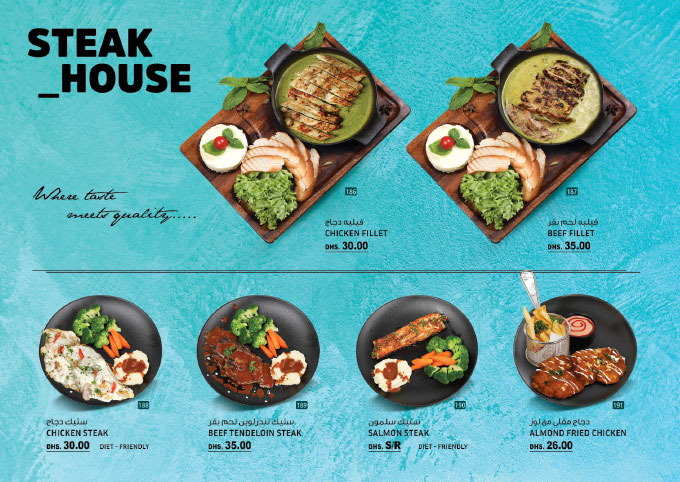 STEAK
_HOUSE
Where taste
meets quality.....
186
فيليه دجاج
CHICKEN FILLET
DHS. 30.00
187
فيليه لحم بقر
BEEF FILLET
DHS. 35.00
188
ستيك دجاج
CHICKEN STEAK
DHS. 30.00 DIET - FRIENDLY
189
ستيك تندرلوين لحم بقر
BEEF TENDELOIN STEAK
DHS. 35.00
190
ستيك سلمون
SALMON STEAK
DHS. S/R DIET - FRIENDLY
191
دجاج مقلي مع لوز
ALMOND FRIED CHICKEN
DHS. 26.00